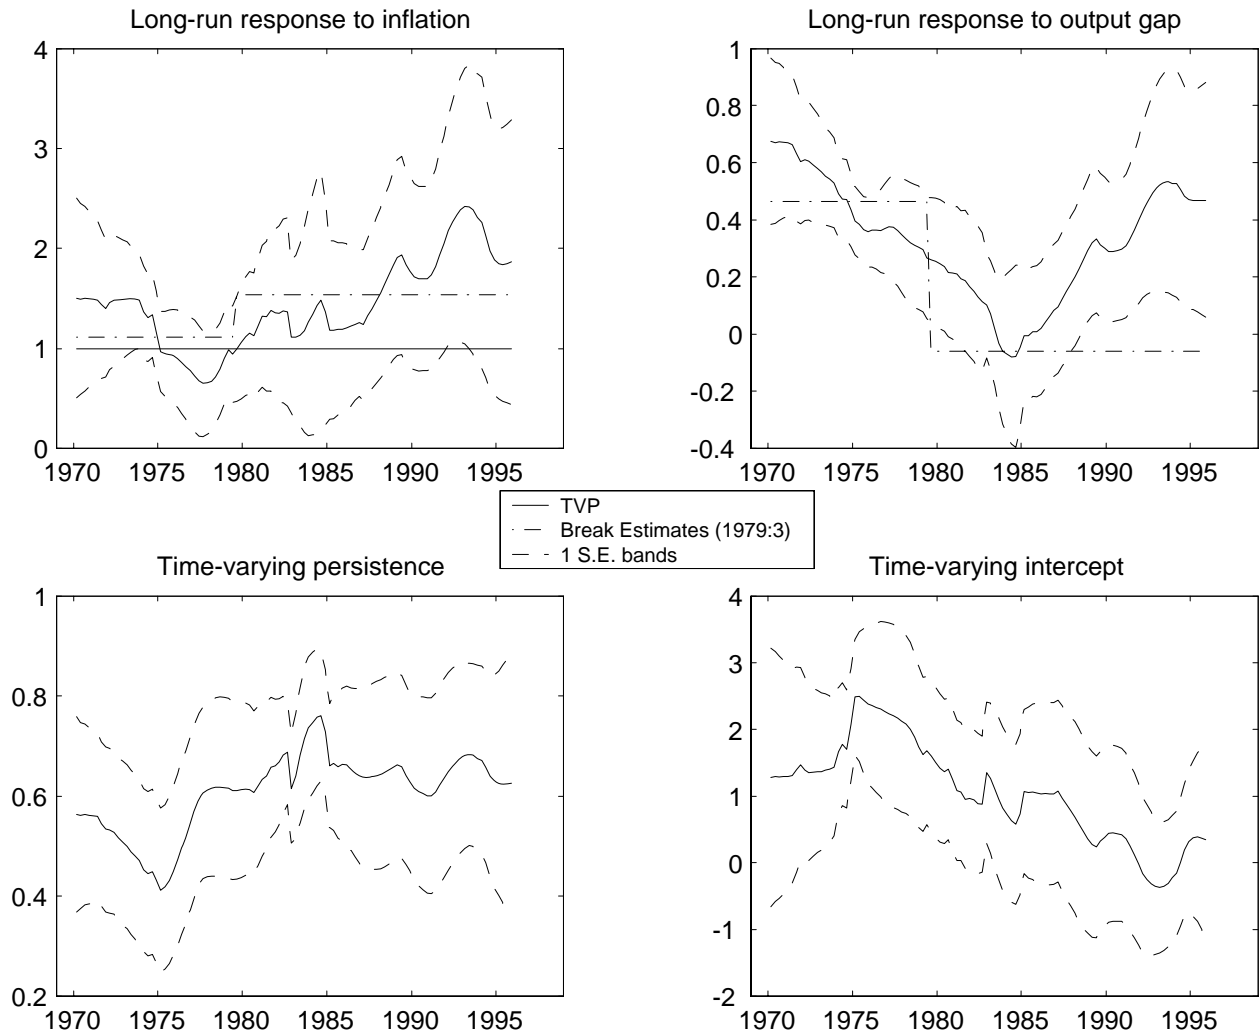 Long-run response to inflation
4
3
2
1
0
1970 1975 1980 1985 1990 1995
Long-run response to output gap
1
0.8
0.6
0.4
0.2
0
-0.2
-0.4
1970 1975 1980 1985 1990 1995
TVP
Break Estimates (1979:3)
1 S.E. bands
Time-varying persistence
1
0.8
0.6
0.4
0.2
1970 1975 1980 1985 1990 1995
Time-varying intercept
4
3
2
1
0
-1
-2
1970 1975 1980 1985 1990 1995